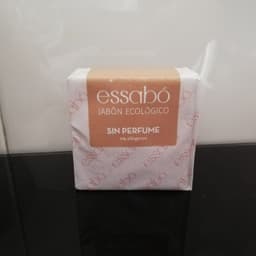 essabó
JABÓN ECOLÓGICO
SIN PERFUME